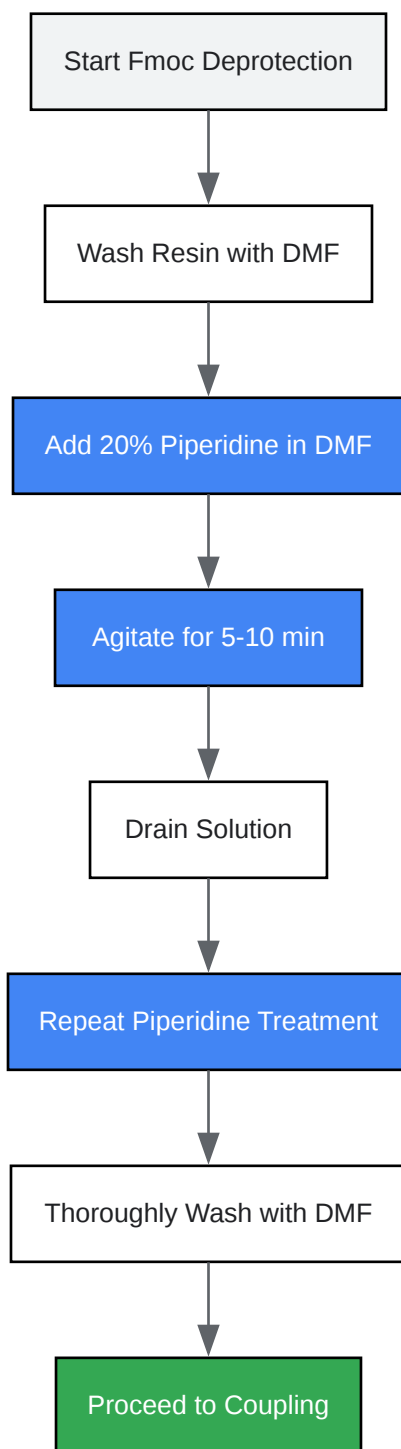 Start Fmoc Deprotection
Wash Resin with DMF
Add 20% Piperidine in DMF
Agitate for 5-10 min
Drain Solution
Repeat Piperidine Treatment
Thoroughly Wash with DMF
Proceed to Coupling